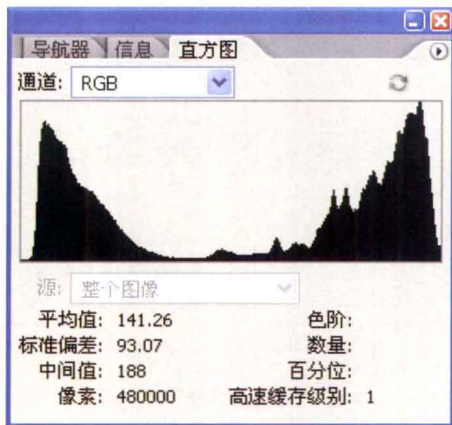 导航器 信息 直方图
通道: RGB
源: 整个图像
平均值: 141.26 色阶:
标准偏差: 93.07 数量:
中间值: 188 百分位:
像素: 480000 高速缓存级别: 1